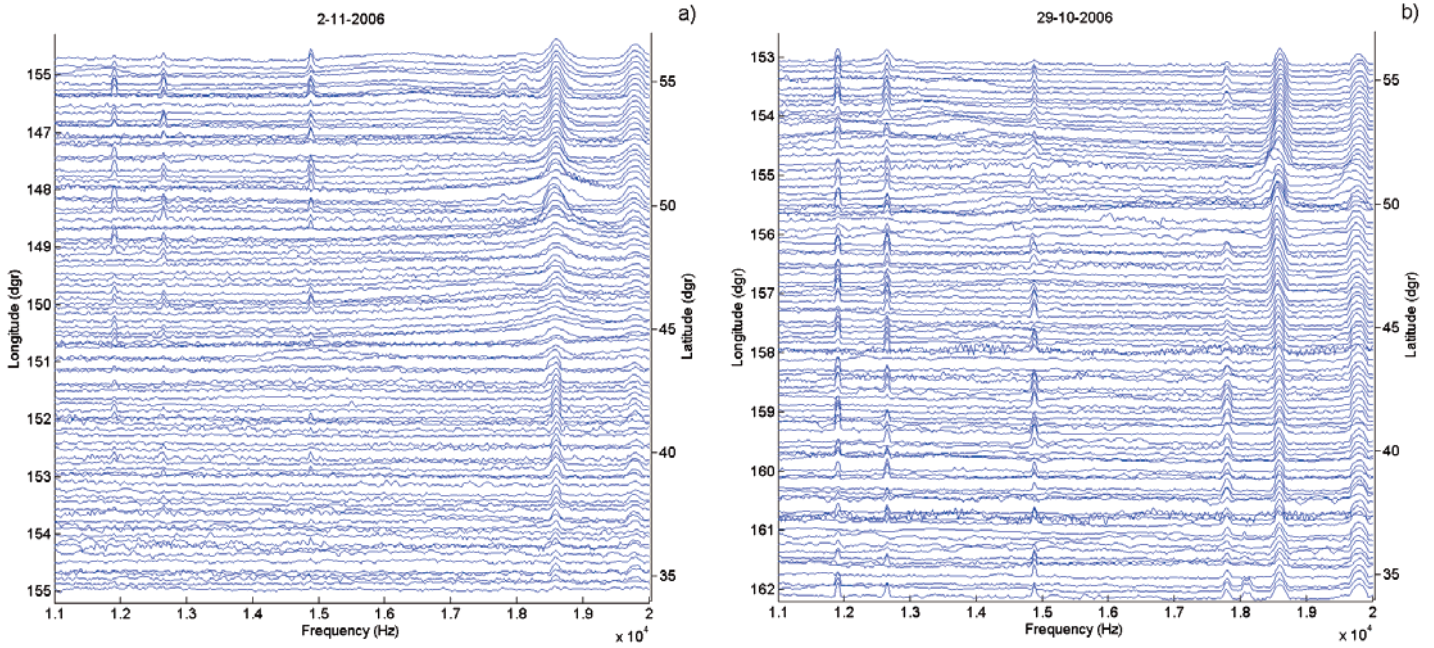 2-11-2006
a)
155
147
148
149
150
151
152
153
154
155
Longitude (dgr)
55
50
45
40
35
Latitude (dgr)
1.1 1.2 1.3 1.4 1.5 1.6 1.7 1.8 1.9 2
Frequency (Hz)
x 10^4
29-10-2006
b)
153
154
155
156
157
158
159
160
161
162
Longitude (dgr)
55
50
45
40
35
Latitude (dgr)
1.1 1.2 1.3 1.4 1.5 1.6 1.7 1.8 1.9 2
Frequency (Hz)
x 10^4